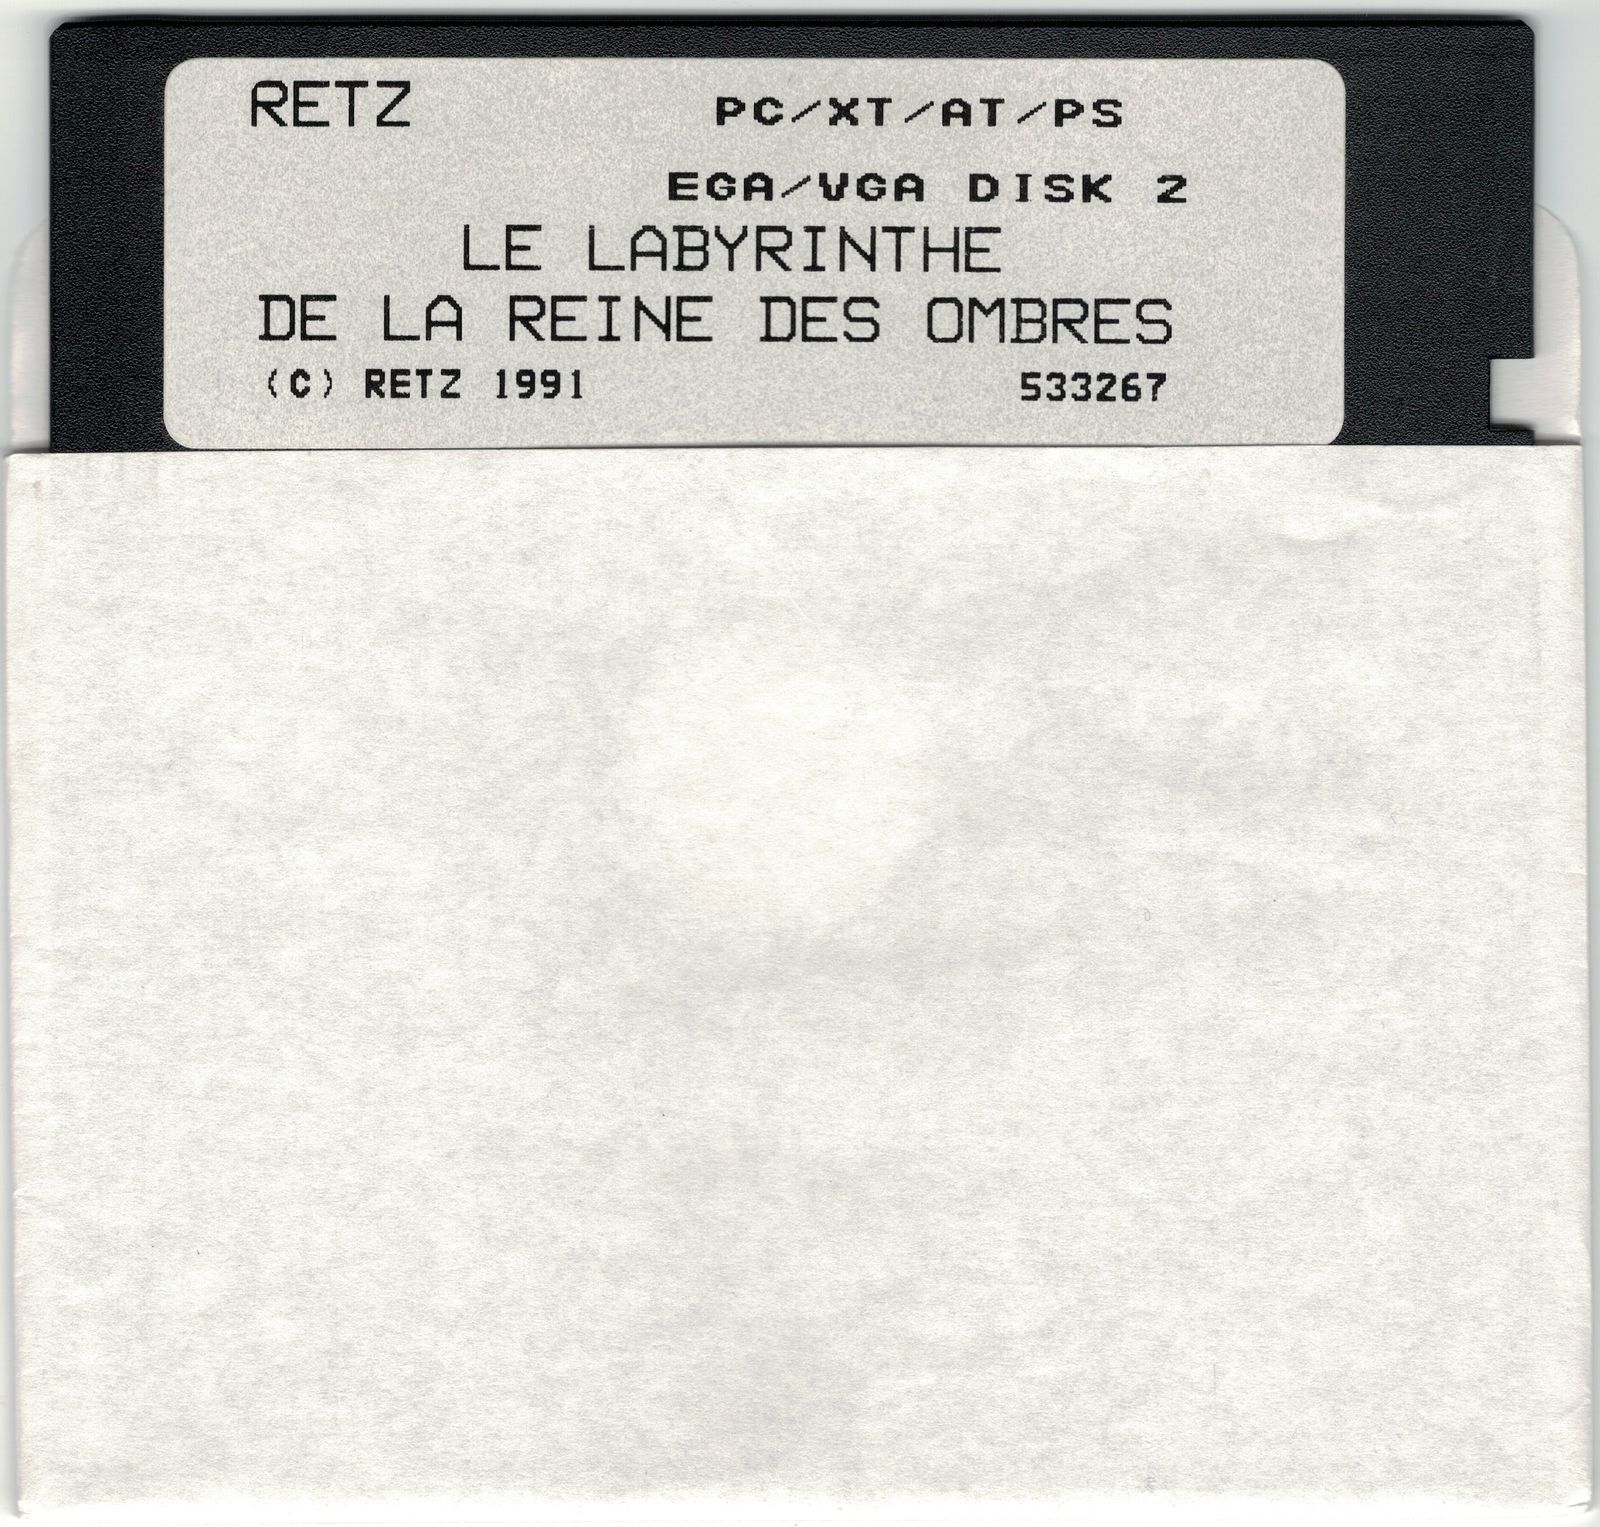 RETZ PC/XT/AT/PS
EGA/VGA DISK 2
LE LABYRINTHE
DE LA REINE DES OMBRES
(C) RETZ 1991 533267